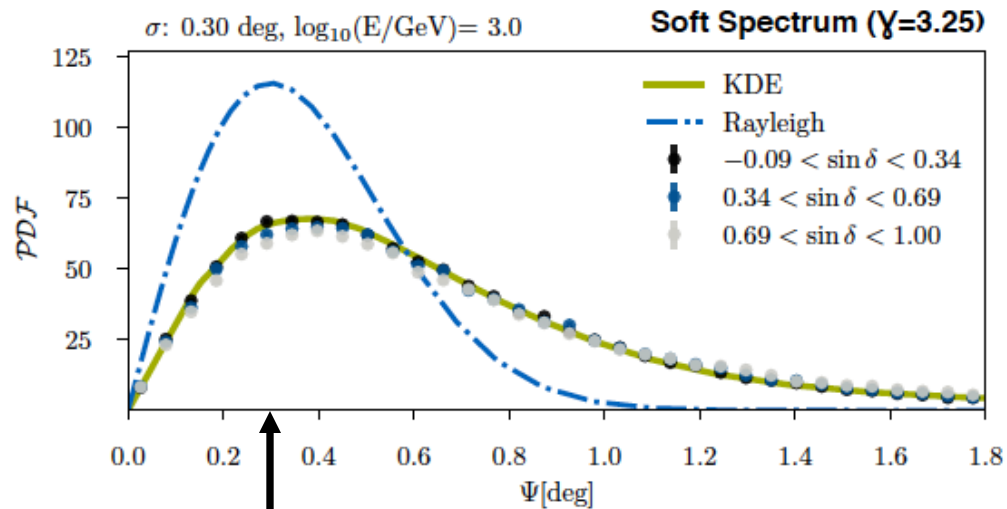 σ: 0.30 deg, log₁₀(E/GeV)= 3.0
Soft Spectrum (Ɣ=3.25)
KDE
Rayleigh
−0.09 < sin δ < 0.34
0.34 < sin δ < 0.69
0.69 < sin δ < 1.00
PDF
125
100
75
50
25
0.0 0.2 0.4 0.6 0.8 1.0 1.2 1.4 1.6 1.8
Ψ[deg]